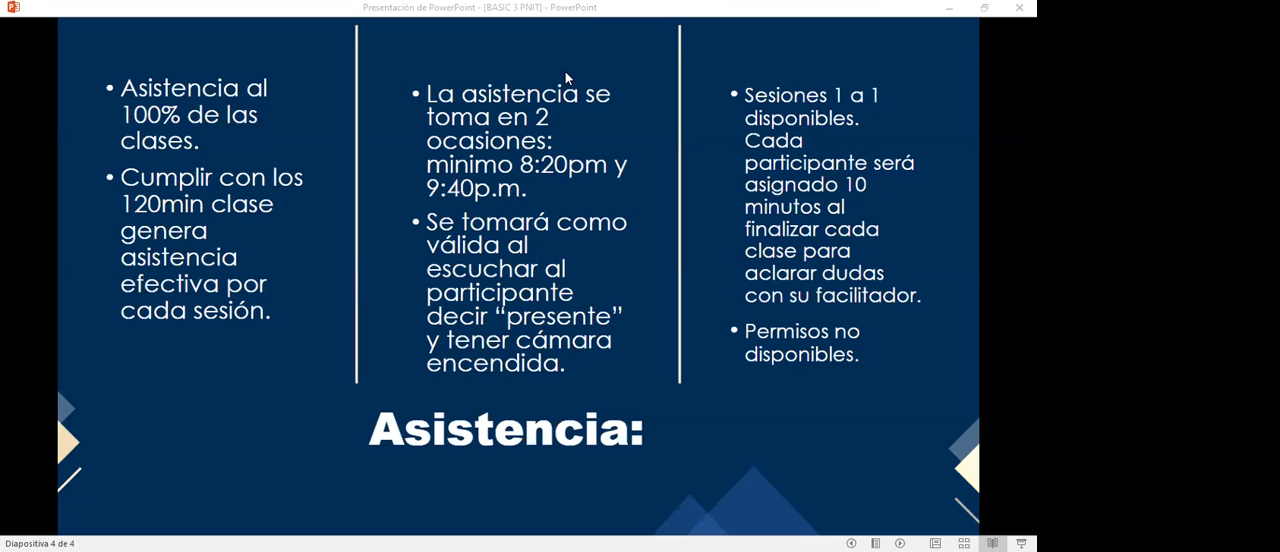 Presentación de PowerPoint - [BASIC 3 PNIT] - PowerPoint
• Asistencia al
100% de las
clases.
• Cumplir con los
120min clase
genera
asistencia
efectiva por
cada sesión.
• La asistencia se
toma en 2
ocasiones:
minimo 8:20pm y
9:40p.m.
• Se tomará como
válida al
escuchar al
participante
decir “presente”
y tener cámara
encendida.
• Sesiones 1 a 1
disponibles.
Cada
participante será
asignado 10
minutos al
finalizar cada
clase para
aclarar dudas
con su facilitador.
• Permisos no
disponibles.
Asistencia:
Diapositiva 4 de 4